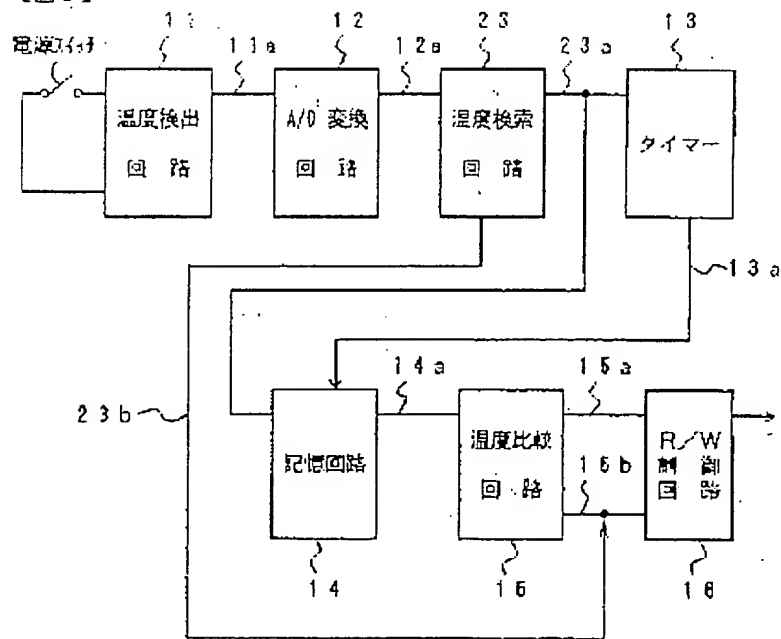 11
12
23
13
電源スイッチ
11a
12a
23a
温度検出
回路
A/D 変換
回路
温度検索
回路
タイマー
13a
14a
15a
23b
記憶回路
温度比較
回路
15b
R/W
制御
回路
14
15
16